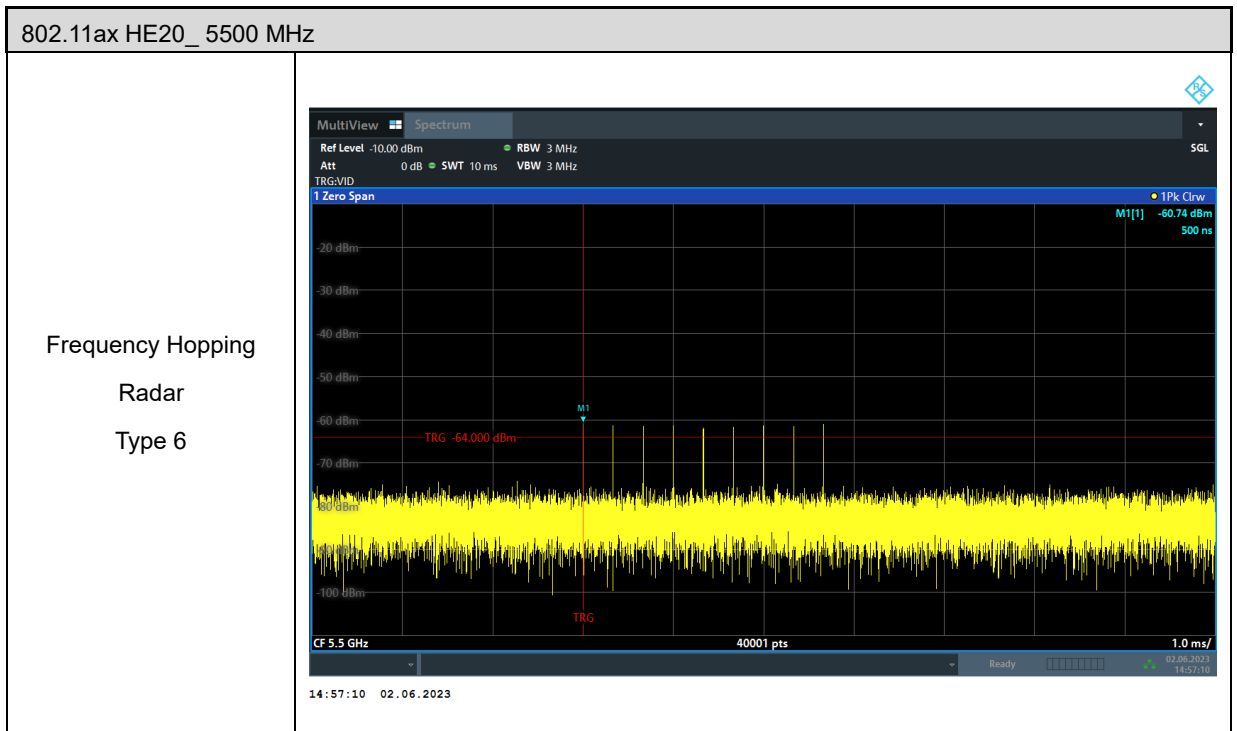 802.11ax HE20_ 5500 MHz
Frequency Hopping
Radar
Type 6
R&S
MultiView Spectrum
Ref Level -10.00 dBm RBW 3 MHz SGL
Att 0 dB SWT 10 ms VBW 3 MHz
TRG:VID
1 Zero Span 1Pk Clrw
M1[1] -60.74 dBm
500 ns
-20 dBm
-30 dBm
-40 dBm
-50 dBm
M1
-60 dBm
TRG -64.000 dBm
-70 dBm
-80 dBm
-90 dBm
-100 dBm
TRG
CF 5.5 GHz 40001 pts 1.0 ms/
Ready 02.06.2023
14:57:10
14:57:10 02.06.2023